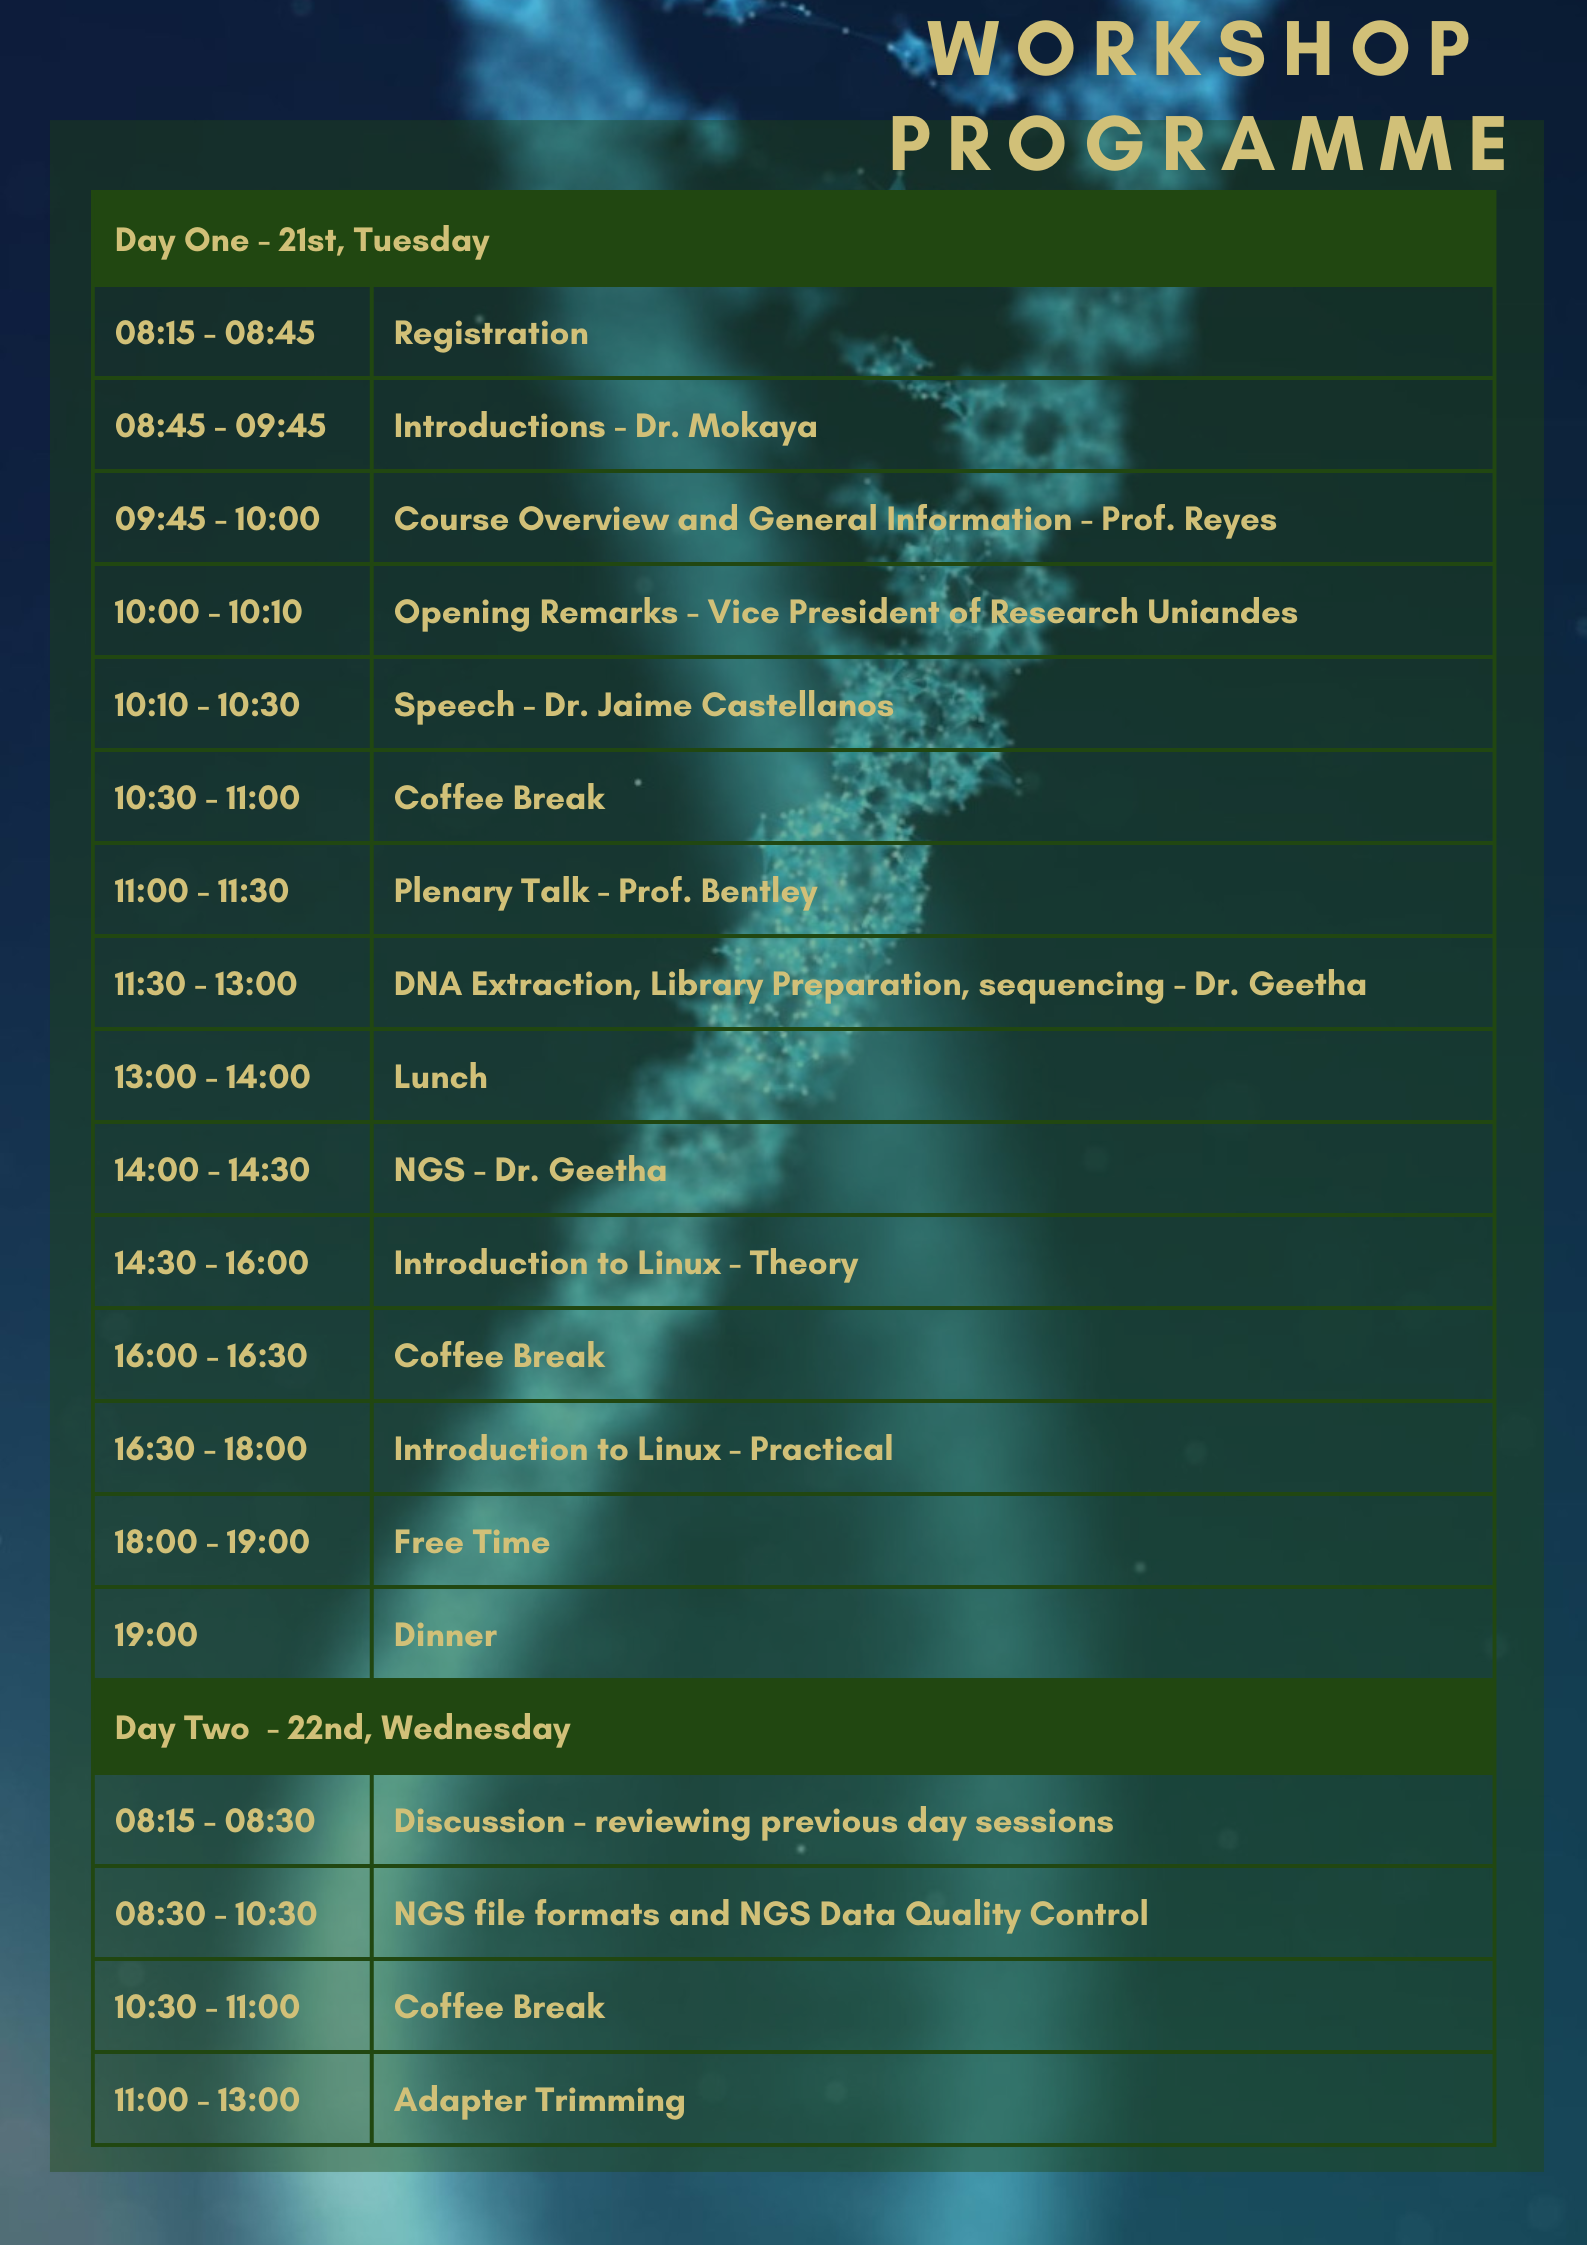 WORKSHOP
PROGRAMME
Day One - 21st, Tuesday
08:15 - 08:45 Registration
08:45 - 09:45 Introductions - Dr. Mokaya
09:45 - 10:00 Course Overview and General Information - Prof. Reyes
10:00 - 10:10 Opening Remarks - Vice President of Research Uniandes
10:10 - 10:30 Speech - Dr. Jaime Castellanos
10:30 - 11:00 Coffee Break
11:00 - 11:30 Plenary Talk - Prof. Bentley
11:30 - 13:00 DNA Extraction, Library Preparation, sequencing - Dr. Geetha
13:00 - 14:00 Lunch
14:00 - 14:30 NGS - Dr. Geetha
14:30 - 16:00 Introduction to Linux - Theory
16:00 - 16:30 Coffee Break
16:30 - 18:00 Introduction to Linux - Practical
18:00 - 19:00 Free Time
19:00 Dinner
Day Two - 22nd, Wednesday
08:15 - 08:30 Discussion - reviewing previous day sessions
08:30 - 10:30 NGS file formats and NGS Data Quality Control
10:30 - 11:00 Coffee Break
11:00 - 13:00 Adapter Trimming